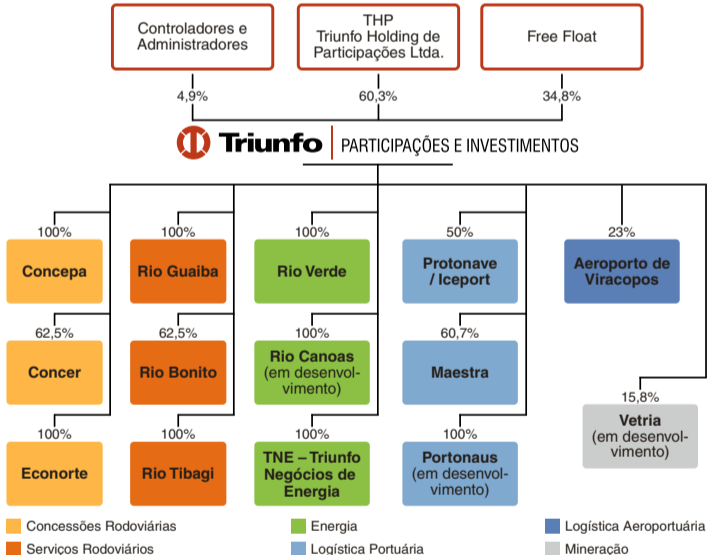 Controladores e
Administradores
THP
Triunfo Holding de
Participações Ltda.
Free Float
4,9%
60,3%
34,8%
Triunfo | PARTICIPAÇÕES E INVESTIMENTOS
100%
100%
100%
50%
23%
Concepa
Rio Guaiba
Rio Verde
Protonave
/ Iceport
Aeroporto de
Viracopos
62,5%
62,5%
100%
60,7%
Concer
Rio Bonito
Rio Canoas
(em desenvol-
vimento)
Maestra
15,8%
Vetria
(em desenvol-
vimento)
100%
100%
100%
100%
Econorte
Rio Tibagi
TNE – Triunfo
Negócios de
Energia
Portonaus
(em desenvol-
vimento)
Concessões Rodoviárias
Energia
Logística Aeroportuária
Serviços Rodoviários
Logística Portuária
Mineração